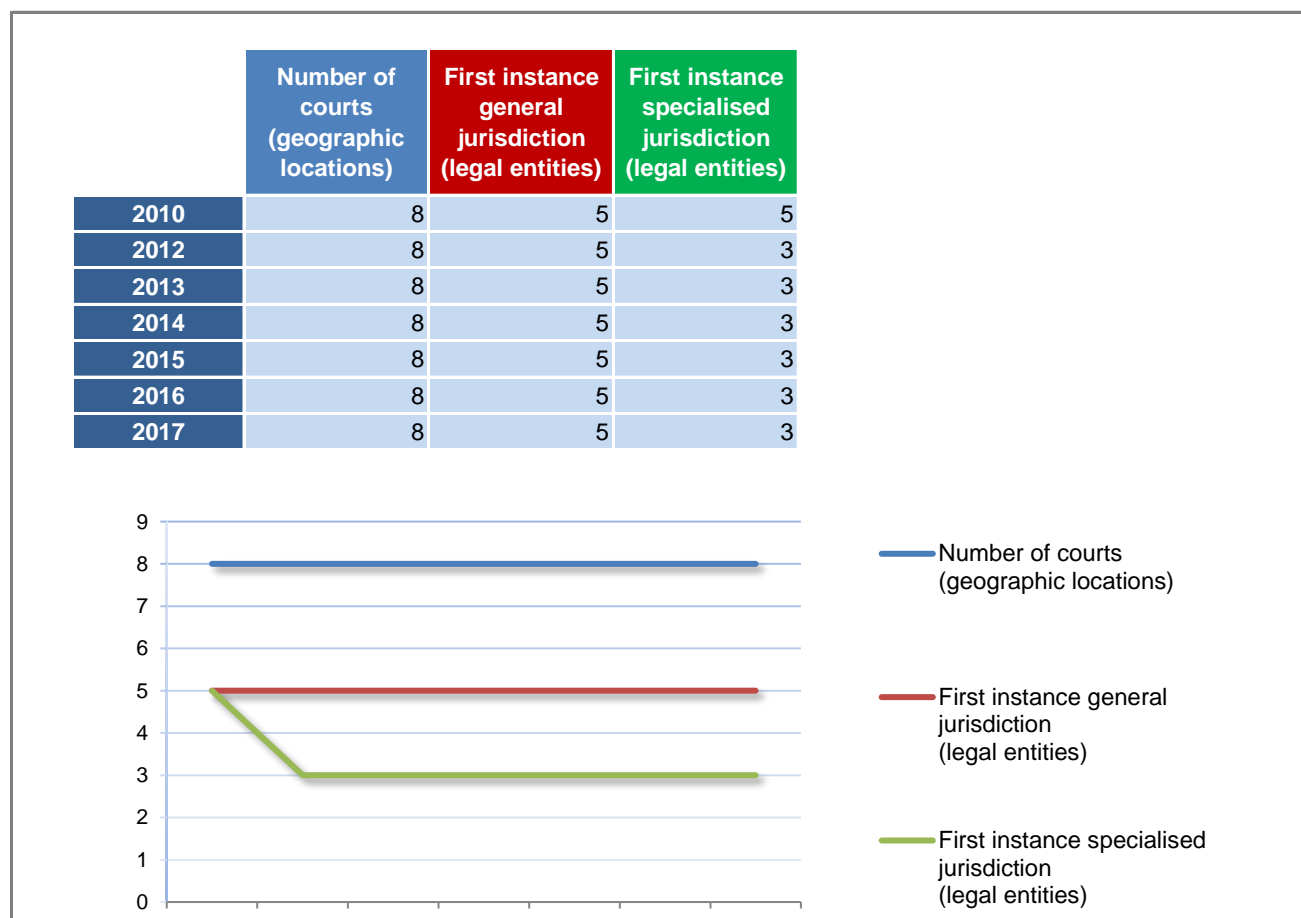 Number of courts (geographic locations) First instance general jurisdiction (legal entities) First instance specialised jurisdiction (legal entities)
2010 8 5 5
2012 8 5 3
2013 8 5 3
2014 8 5 3
2015 8 5 3
2016 8 5 3
2017 8 5 3
9
8
7
6
5
4
3
2
1
0
Number of courts
(geographic locations)
First instance general
jurisdiction
(legal entities)
First instance specialised
jurisdiction
(legal entities)